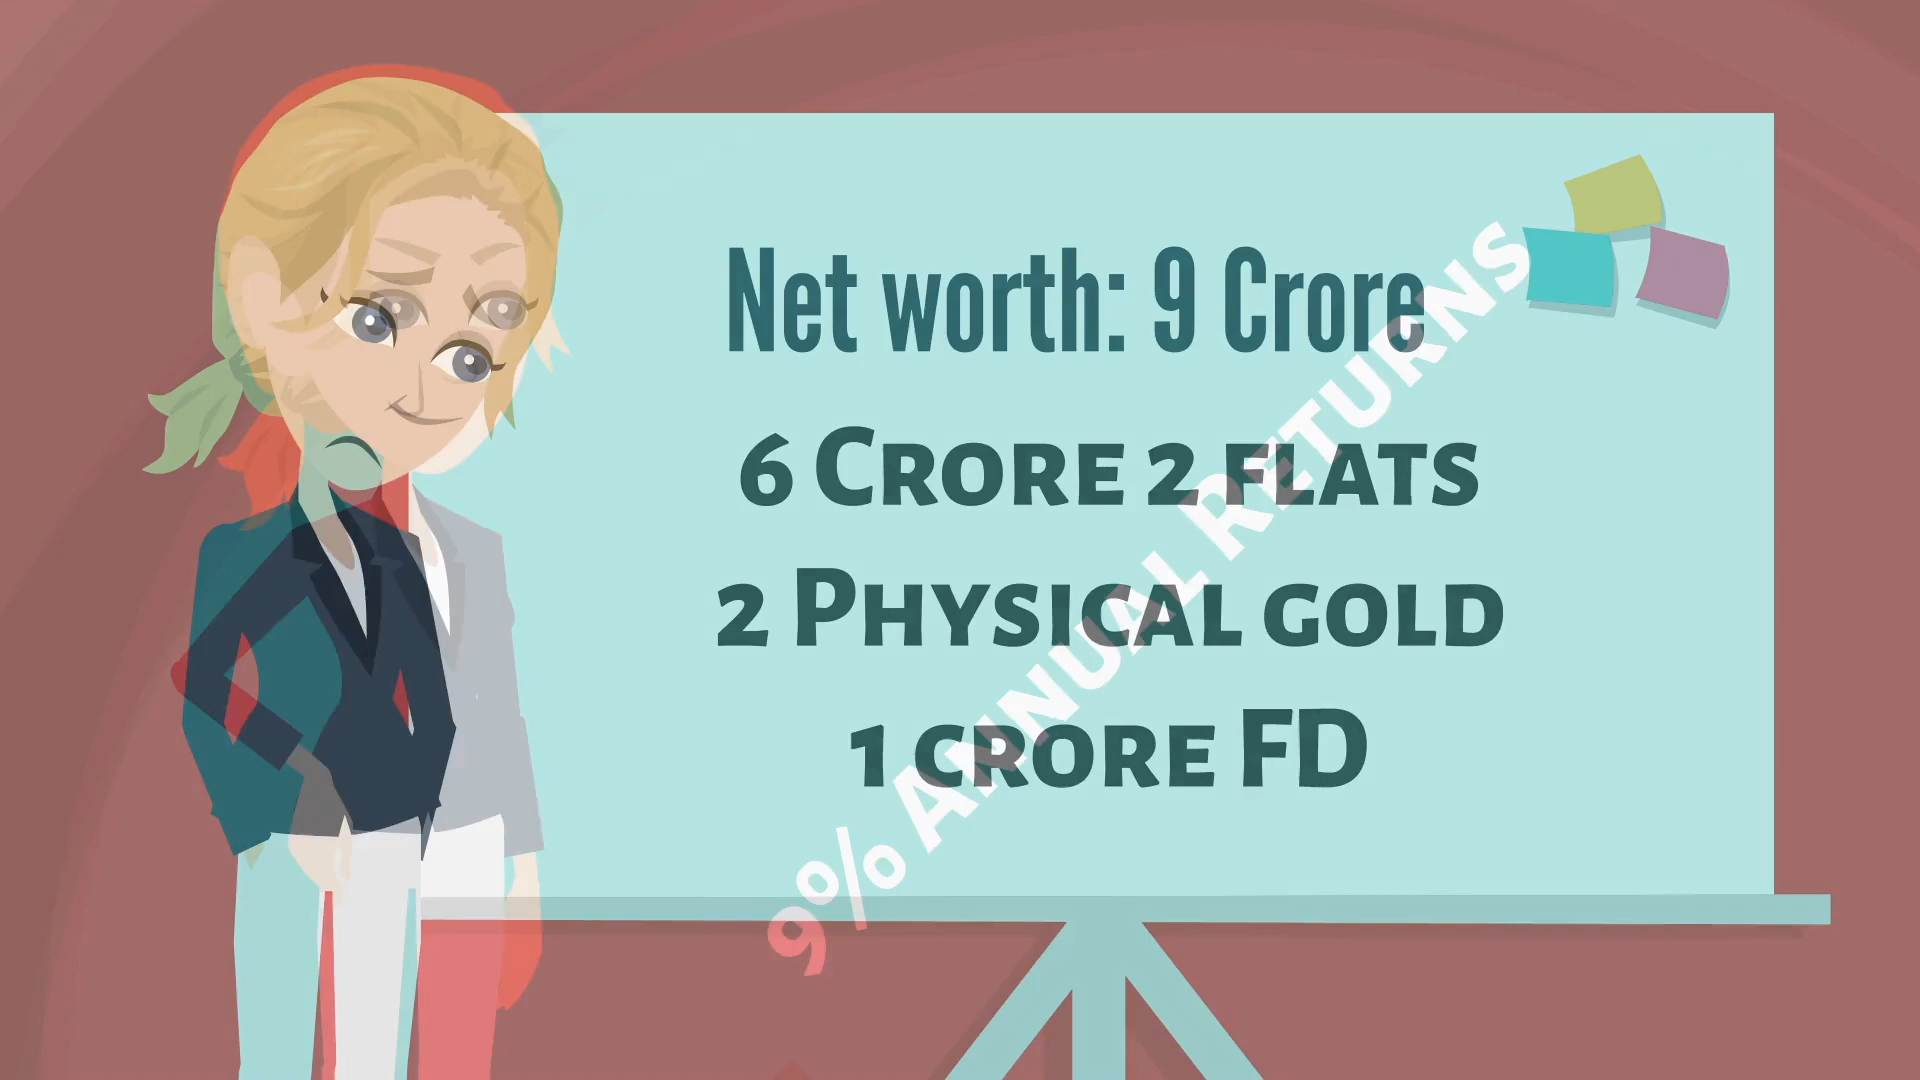 Net worth: 9 Crore
6 Crore 2 flats
2 Physical gold
1 crore FD
9% Annual Returns